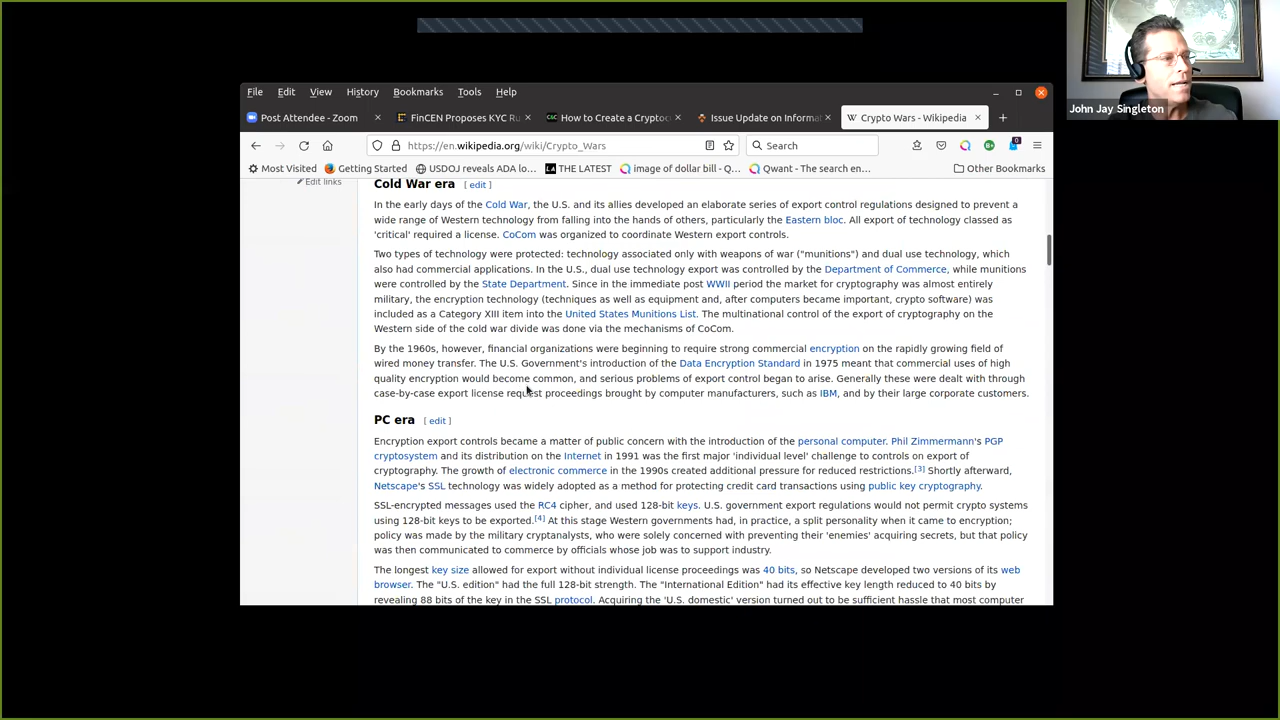 File Edit View History Bookmarks Tools Help
Post Attendee - Zoom
FinCEN Proposes KYC Ru
How to Create a Cryptoc
Issue Update on Informat
Crypto Wars - Wikipedia
https://en.wikipedia.org/wiki/Crypto_Wars
Search
Most Visited Getting Started USDOJ reveals ADA lo... THE LATEST image of dollar bill - Q... Qwant - The search en... Other Bookmarks
Edit links
Cold War era [ edit ]
In the early days of the Cold War, the U.S. and its allies developed an elaborate series of export control regulations designed to prevent a
wide range of Western technology from falling into the hands of others, particularly the Eastern bloc. All export of technology classed as
'critical' required a license. CoCom was organized to coordinate Western export controls.
Two types of technology were protected: technology associated only with weapons of war ("munitions") and dual use technology, which
also had commercial applications. In the U.S., dual use technology export was controlled by the Department of Commerce, while munitions
were controlled by the State Department. Since in the immediate post WWII period the market for cryptography was almost entirely
military, the encryption technology (techniques as well as equipment and, after computers became important, crypto software) was
included as a Category XIII item into the United States Munitions List. The multinational control of the export of cryptography on the
Western side of the cold war divide was done via the mechanisms of CoCom.
By the 1960s, however, financial organizations were beginning to require strong commercial encryption on the rapidly growing field of
wired money transfer. The U.S. Government's introduction of the Data Encryption Standard in 1975 meant that commercial uses of high
quality encryption would become common, and serious problems of export control began to arise. Generally these were dealt with through
case-by-case export license request proceedings brought by computer manufacturers, such as IBM, and by their large corporate customers.
PC era [ edit ]
Encryption export controls became a matter of public concern with the introduction of the personal computer. Phil Zimmermann's PGP
cryptosystem and its distribution on the Internet in 1991 was the first major 'individual level' challenge to controls on export of
cryptography. The growth of electronic commerce in the 1990s created additional pressure for reduced restrictions.[3] Shortly afterward,
Netscape's SSL technology was widely adopted as a method for protecting credit card transactions using public key cryptography.
SSL-encrypted messages used the RC4 cipher, and used 128-bit keys. U.S. government export regulations would not permit crypto systems
using 128-bit keys to be exported.[4] At this stage Western governments had, in practice, a split personality when it came to encryption;
policy was made by the military cryptanalysts, who were solely concerned with preventing their 'enemies' acquiring secrets, but that policy
was then communicated to commerce by officials whose job was to support industry.
The longest key size allowed for export without individual license proceedings was 40 bits, so Netscape developed two versions of its web
browser. The "U.S. edition" had the full 128-bit strength. The "International Edition" had its effective key length reduced to 40 bits by
revealing 88 bits of the key in the SSL protocol. Acquiring the 'U.S. domestic' version turned out to be sufficient hassle that most computer
John Jay Singleton